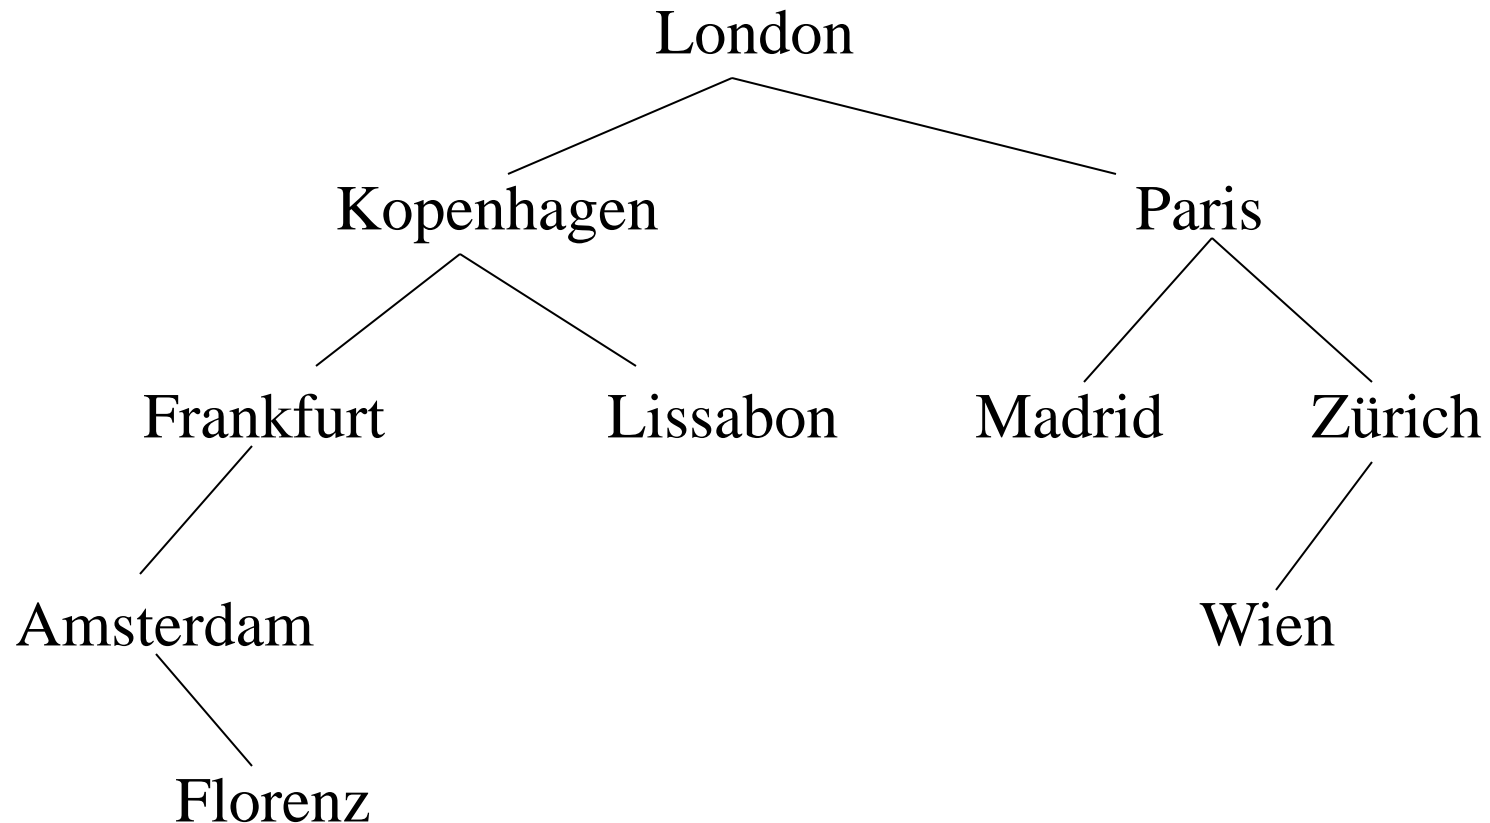 London
Kopenhagen Paris
Frankfurt Lissabon Madrid Zürich
Amsterdam Wien
Florenz